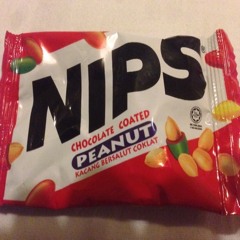 NIPS
CHOCOLATE COATED
PEANUT
KACANG BERSALUT COKLAT